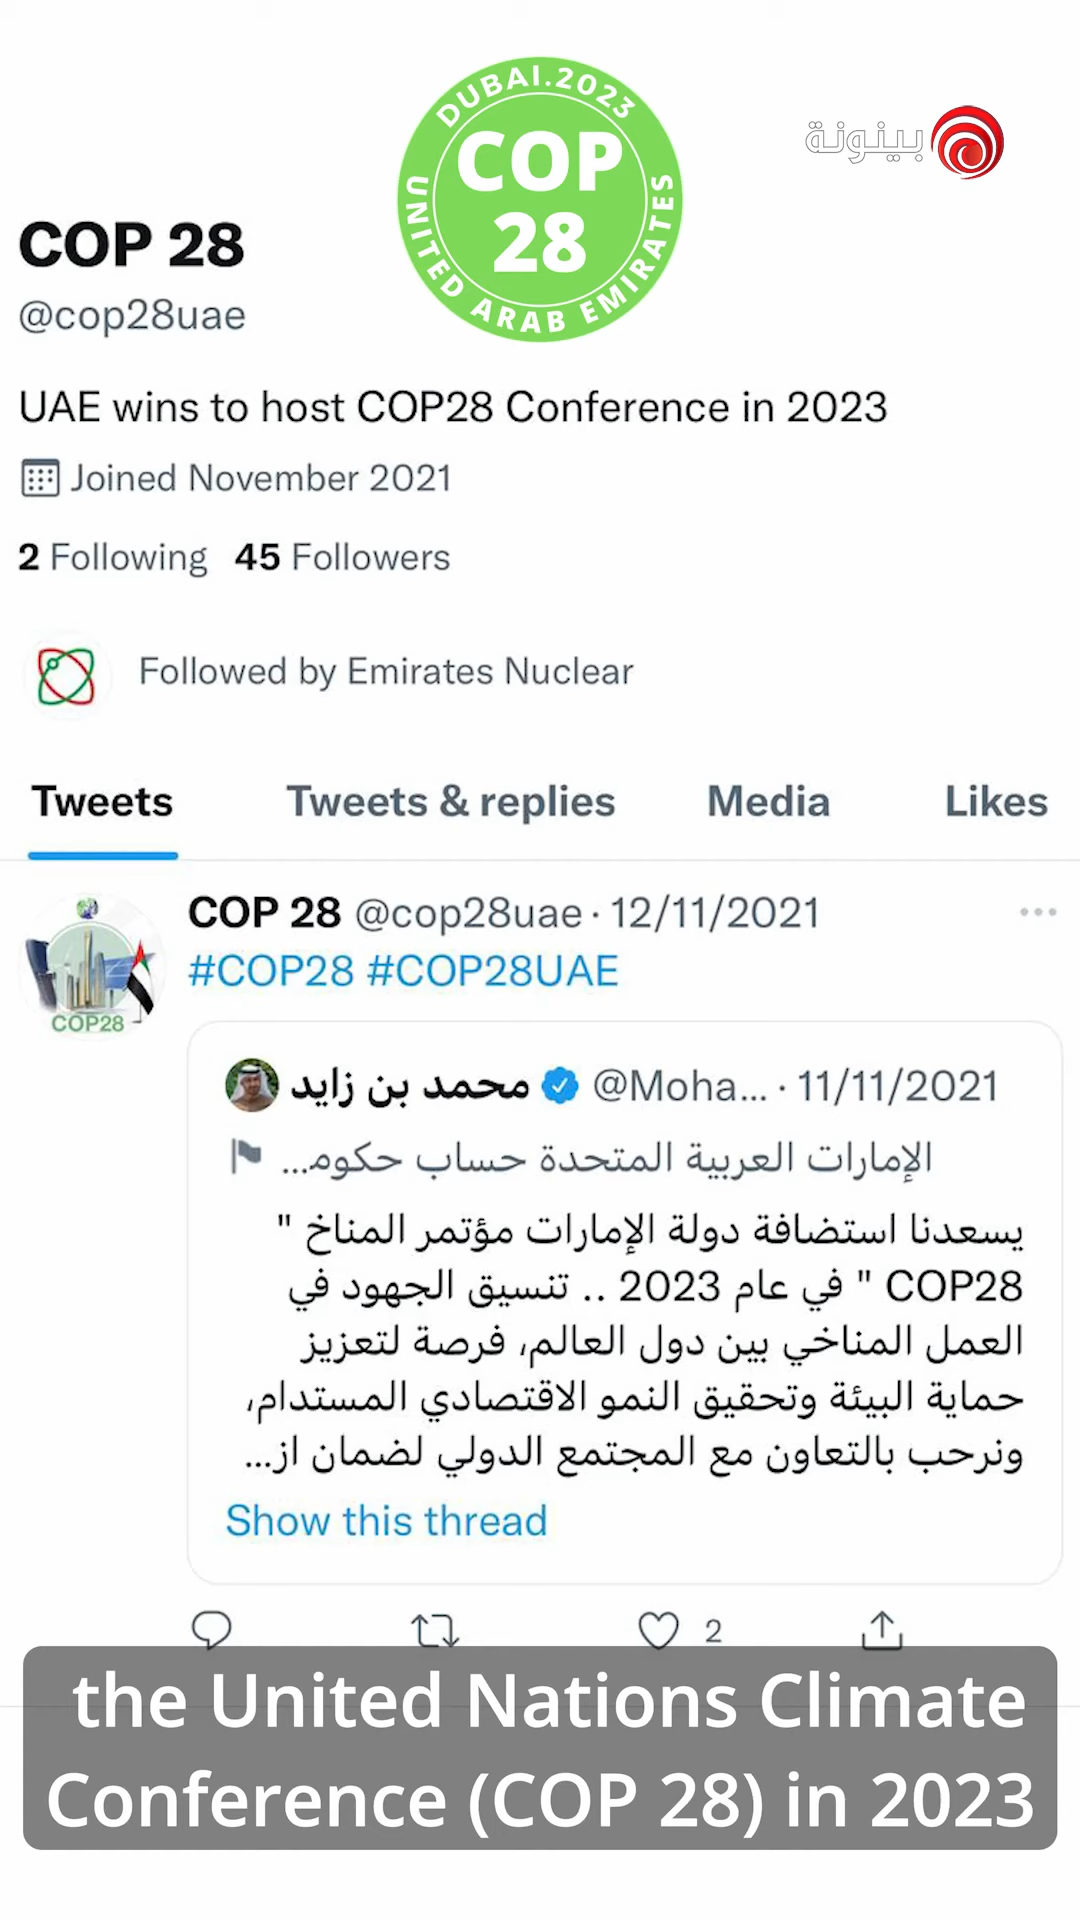 DUBAI.2023
COP
28
UNITED ARAB EMIRATES
بينونة
COP 28
@cop28uae
UAE wins to host COP28 Conference in 2023
Joined November 2021
2 Following 45 Followers
Followed by Emirates Nuclear
Tweets Tweets & replies Media Likes
COP 28 @cop28uae · 12/11/2021
#COP28 #COP28UAE
COP28
محمد بن زايد @Moha... · 11/11/2021
الإمارات العربية المتحدة حساب حكوم...
يسعدنا استضافة دولة الإمارات مؤتمر المناخ "
COP28 " في عام 2023 .. تنسيق الجهود في
العمل المناخي بين دول العالم، فرصة لتعزيز
حماية البيئة وتحقيق النمو الاقتصادي المستدام،
ونرحب بالتعاون مع المجتمع الدولي لضمان از...
Show this thread
2
the United Nations Climate
Conference (COP 28) in 2023